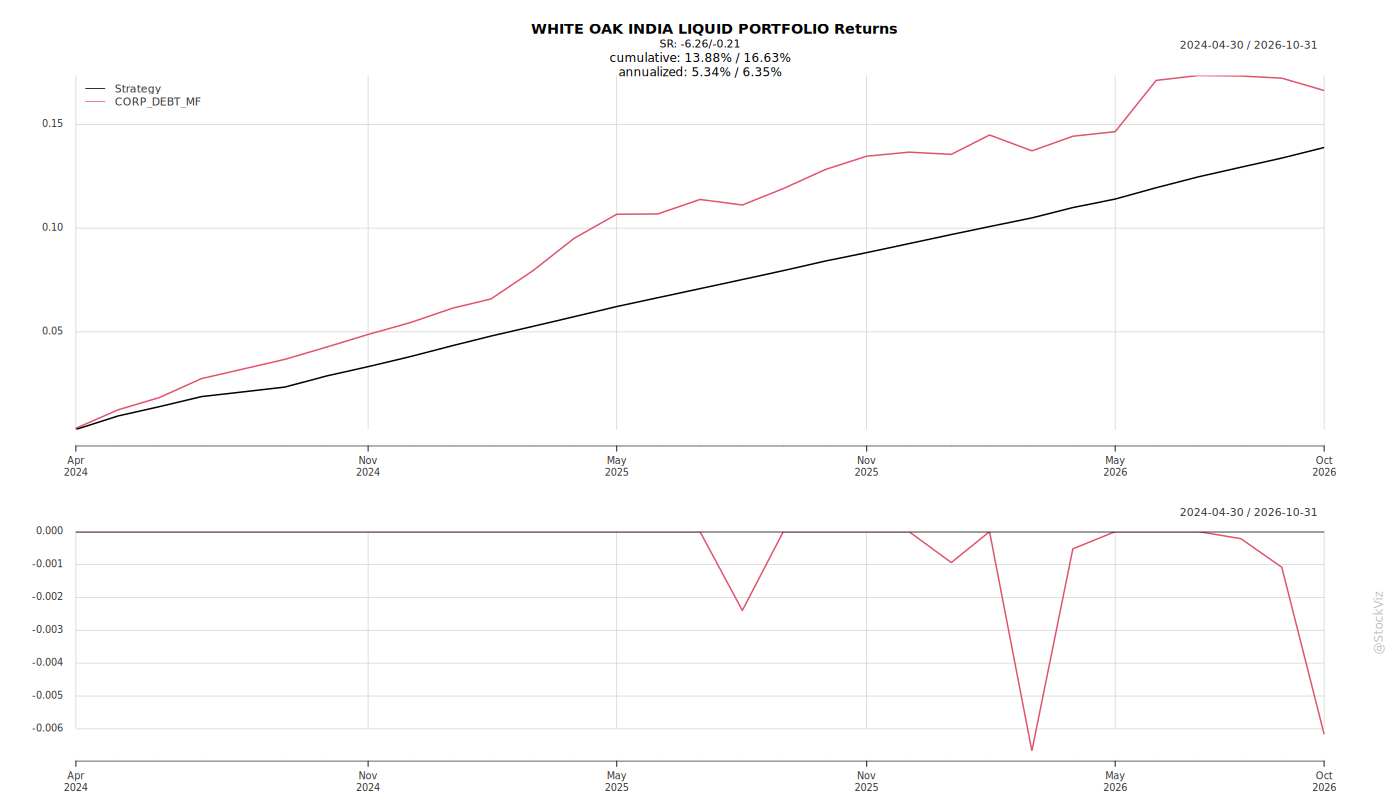 WHITE OAK INDIA LIQUID PORTFOLIO Returns
SR: -6.26/-0.21
cumulative: 13.88% / 16.63%
annualized: 5.34% / 6.35%
2024-04-30 / 2026-10-31
Strategy
CORP_DEBT_MF
0.15
0.10
0.05
Apr Nov May Nov May Oct
2024 2024 2025 2025 2026 2026
2024-04-30 / 2026-10-31
0.000
-0.001
-0.002
-0.003
-0.004
-0.005
-0.006
Apr Nov May Nov May Oct
2024 2024 2025 2025 2026 2026
@StockViz